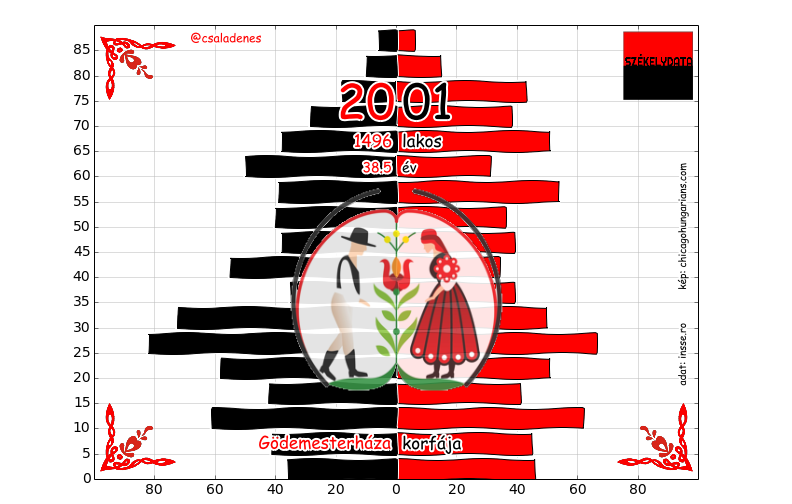 @csaladenes
SZÉKELYDATA
2001
1496 lakos
38.5 év
kép: chicagohungarians.com
adat: insse.ro
Gödemesterháza korfája
85
80
75
70
65
60
55
50
45
40
35
30
25
20
15
10
5
0
80 60 40 20 0 20 40 60 80